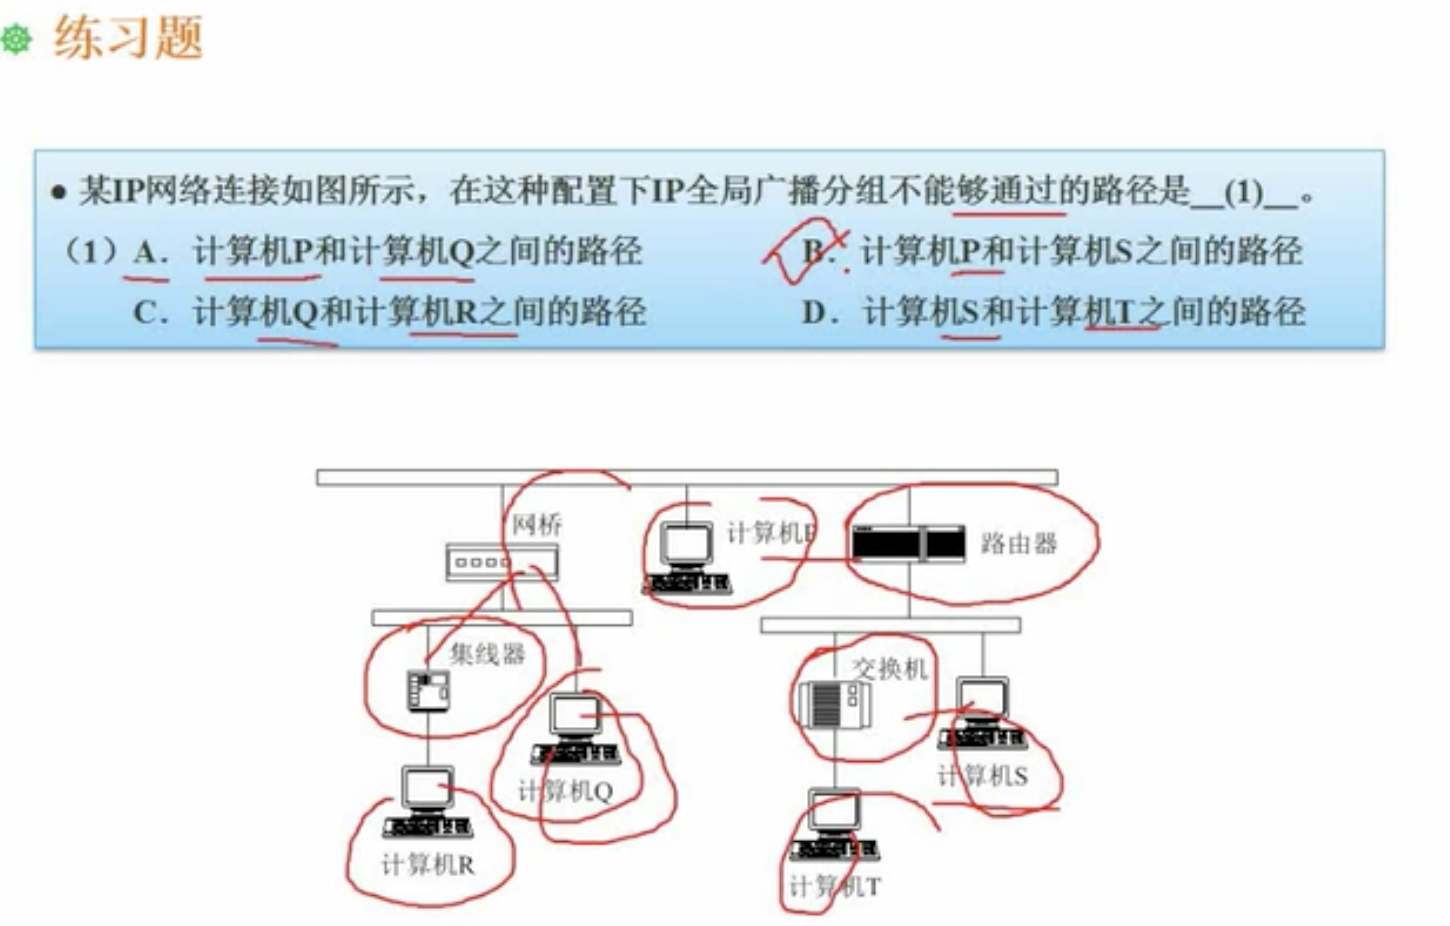 练习题
● 某IP网络连接如图所示，在这种配置下IP全局广播分组不能够通过的路径是__(1)__。
（1）A．计算机P和计算机Q之间的路径 B．计算机P和计算机S之间的路径
C．计算机Q和计算机R之间的路径 D．计算机S和计算机T之间的路径
网桥 计算机P 路由器
集线器 交换机
计算机Q 计算机S
计算机R 计算机T